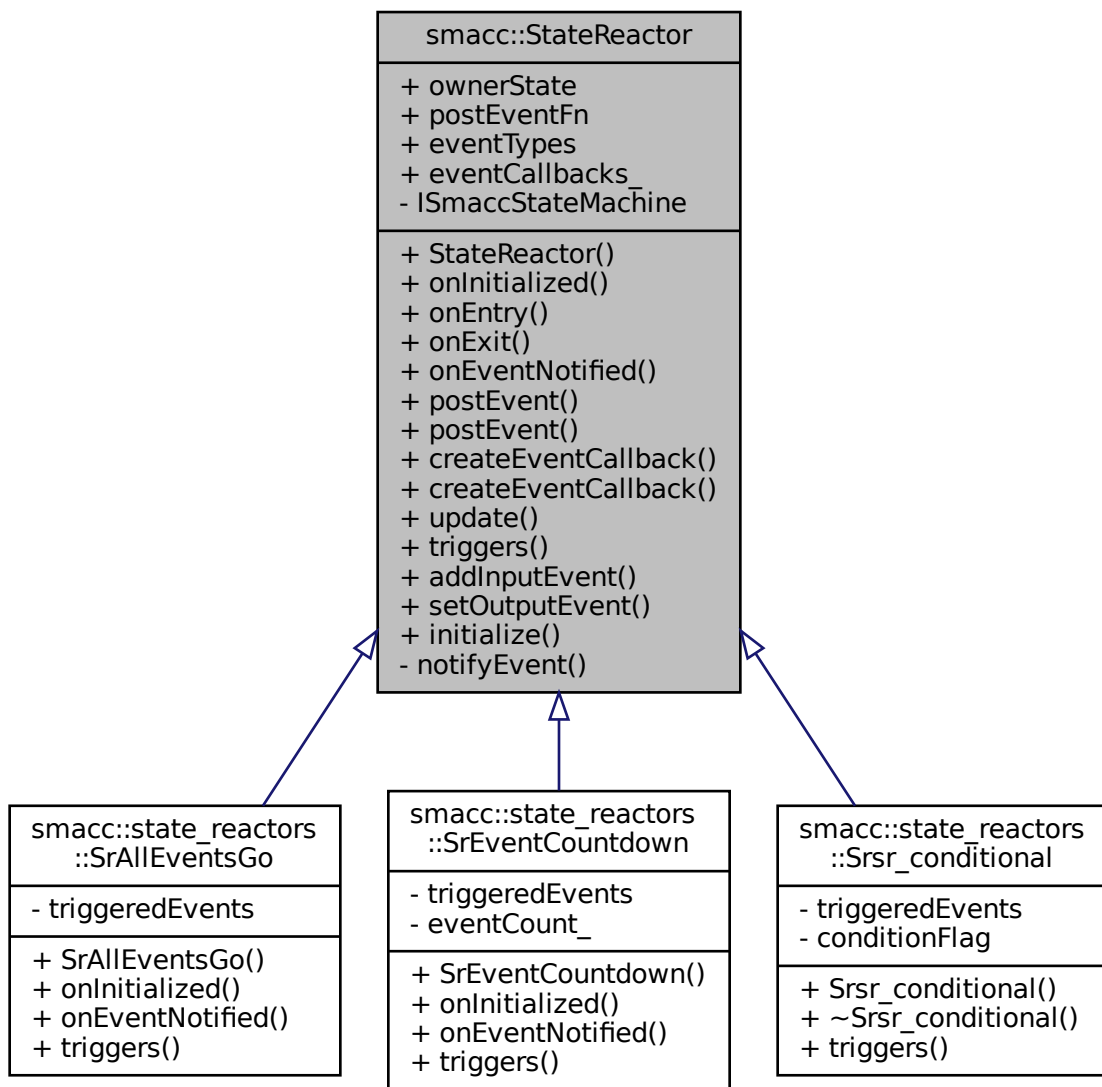 smacc::StateReactor
+ ownerState
+ postEventFn
+ eventTypes
+ eventCallbacks_
- ISmaccStateMachine
+ StateReactor()
+ onInitialized()
+ onEntry()
+ onExit()
+ onEventNotified()
+ postEvent()
+ postEvent()
+ createEventCallback()
+ createEventCallback()
+ update()
+ triggers()
+ addInputEvent()
+ setOutputEvent()
+ initialize()
- notifyEvent()
smacc::state_reactors
::SrAllEventsGo
- triggeredEvents
+ SrAllEventsGo()
+ onInitialized()
+ onEventNotified()
+ triggers()
smacc::state_reactors
::SrEventCountdown
- triggeredEvents
- eventCount_
+ SrEventCountdown()
+ onInitialized()
+ onEventNotified()
+ triggers()
smacc::state_reactors
::Srsr_conditional
- triggeredEvents
- conditionFlag
+ Srsr_conditional()
+ ~Srsr_conditional()
+ triggers()